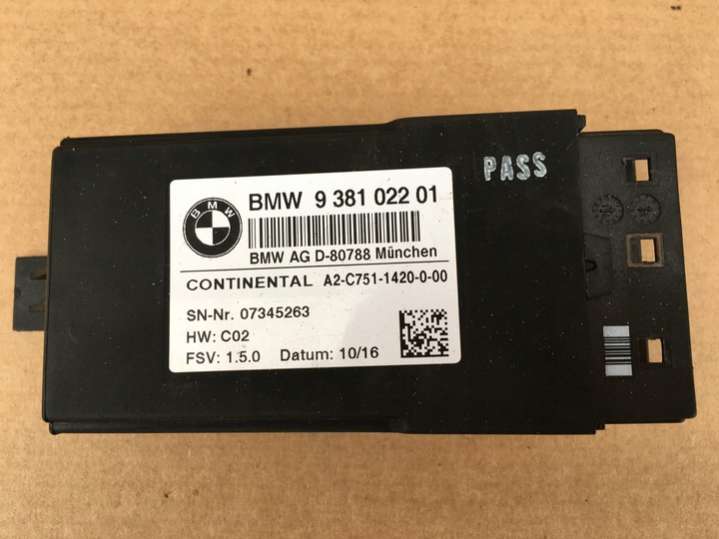 PASS
BMW
BMW 9 381 022 01
BMW AG D-80788 München
CONTINENTAL A2-C751-1420-0-00
SN-Nr. 07345263
HW: C02
FSV: 1.5.0 Datum: 10/16